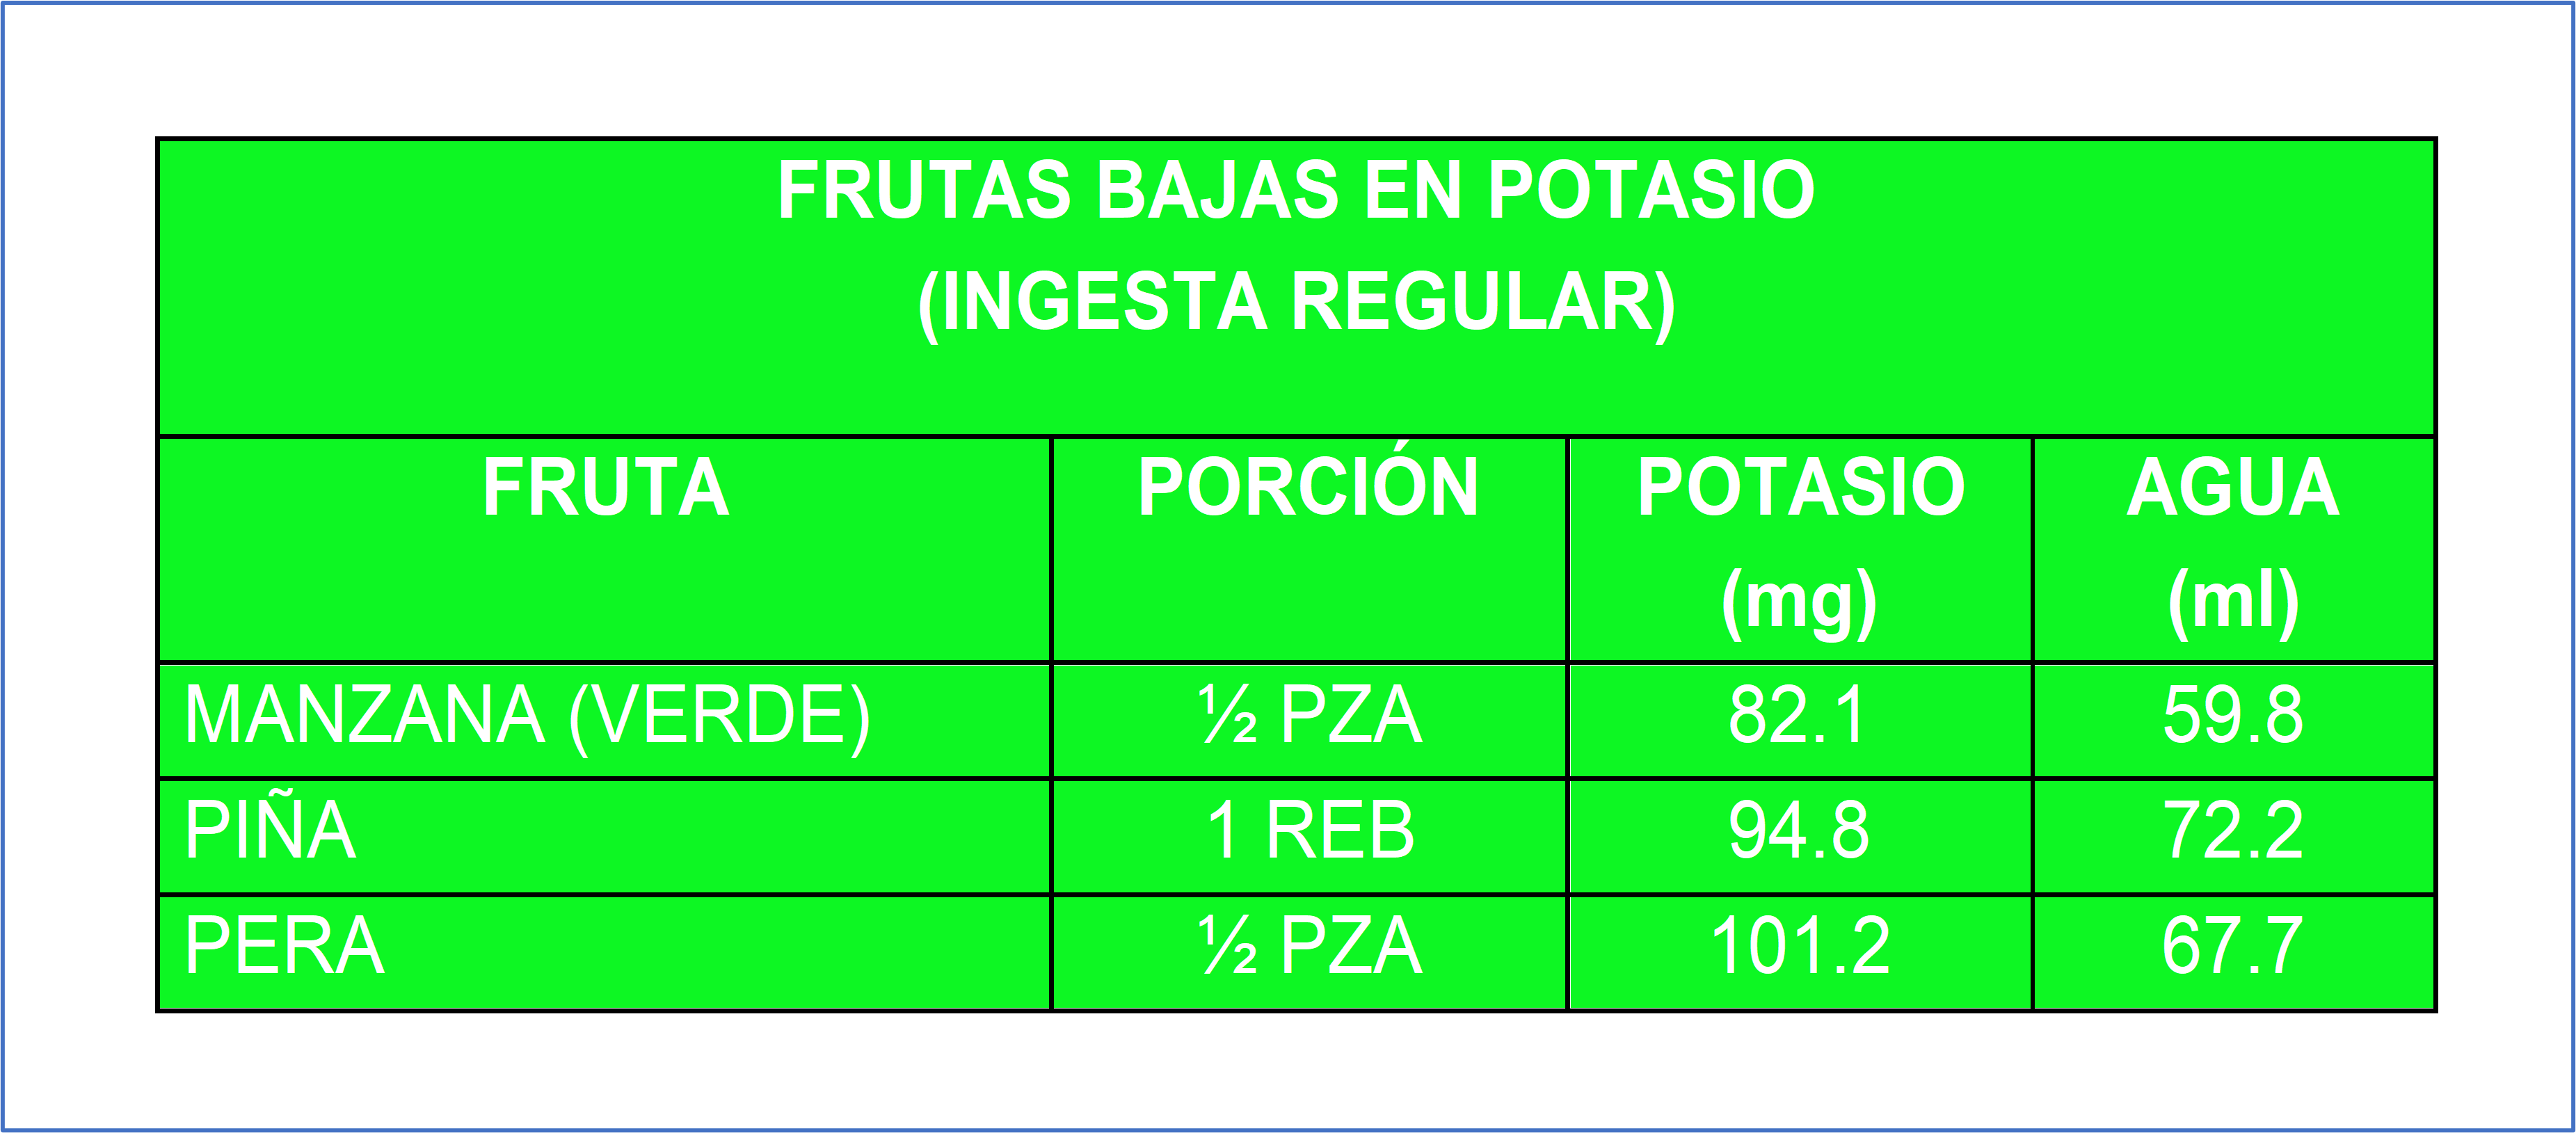 FRUTAS BAJAS EN POTASIO
(INGESTA REGULAR)
FRUTA PORCIÓN POTASIO (mg) AGUA (ml)
MANZANA (VERDE) ½ PZA 82.1 59.8
PIÑA 1 REB 94.8 72.2
PERA ½ PZA 101.2 67.7